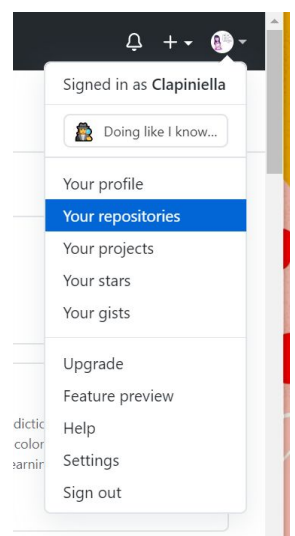 Signed in as Clapiniella
Doing like I know...
Your profile
Your repositories
Your projects
Your stars
Your gists
Upgrade
Feature preview
Help
Settings
Sign out